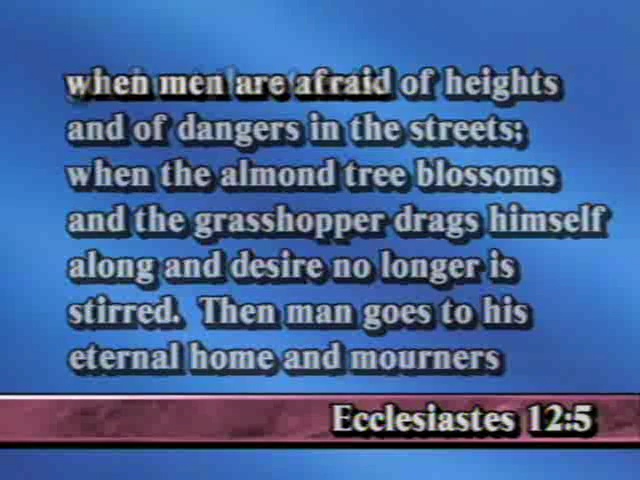 when men are afraid of heights
and of dangers in the streets;
when the almond tree blossoms
and the grasshopper drags himself
along and desire no longer is
stirred. Then man goes to his
eternal home and mourners
Ecclesiastes 12:5